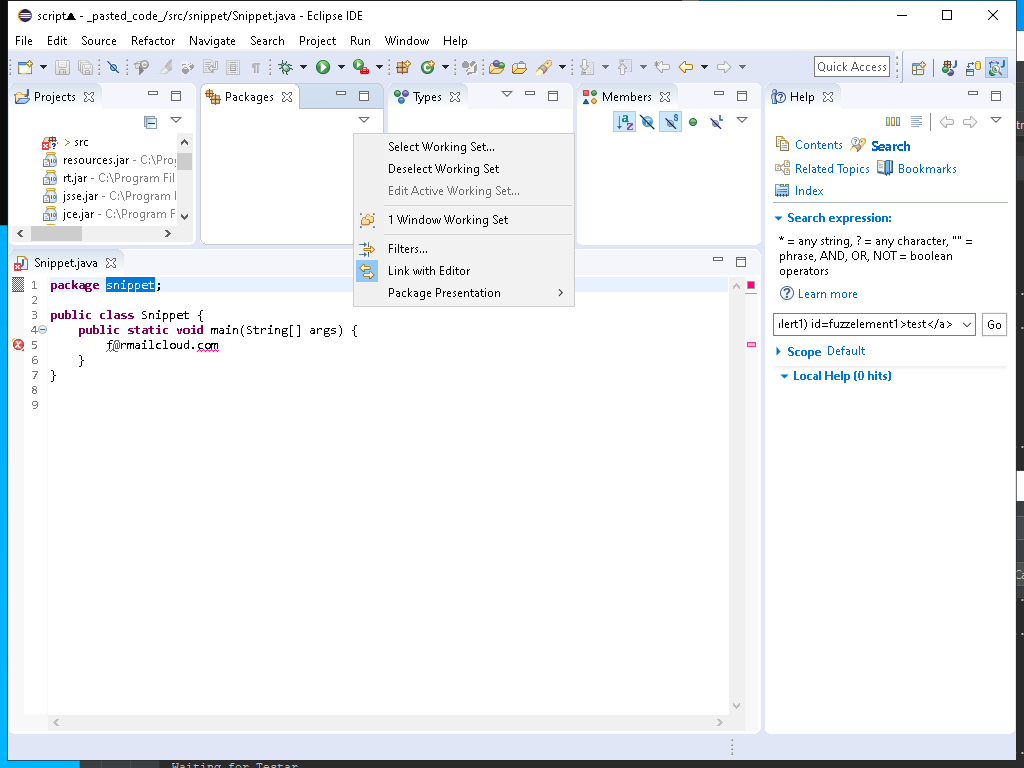 script▲ - _pasted_code_/src/snippet/Snippet.java - Eclipse IDE
File Edit Source Refactor Navigate Search Project Run Window Help
Quick Access
Projects Packages Types Members Help
> src
resources.jar - C:\Pro
rt.jar - C:\Program Fil
jsse.jar - C:\Program
jce.jar - C:\Program F
Select Working Set...
Deselect Working Set
Edit Active Working Set...
1 Window Working Set
Filters...
Link with Editor
Package Presentation
Contents Search
Related Topics Bookmarks
Index
Search expression:
* = any string, ? = any character, "" =
phrase, AND, OR, NOT = boolean
operators
Learn more
lert1) id=fuzzelement1>test</a> Go
Scope Default
Local Help (0 hits)
Snippet.java
1 package snippet;
2
3 public class Snippet {
4 public static void main(String[] args) {
5 f@rmailcloud.com
6 }
7 }
8
9
Waiting for Testar